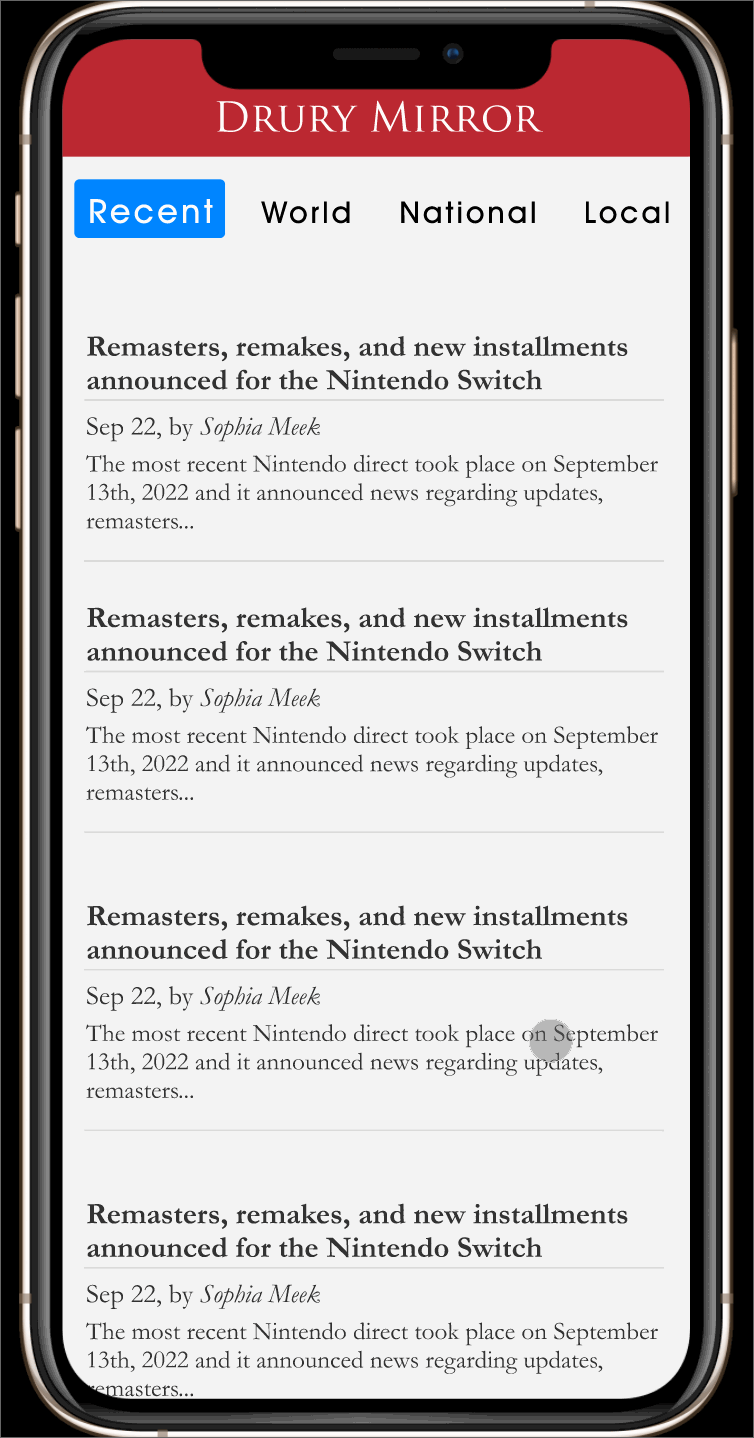 DRURY MIRROR
Recent World National Local
Remasters, remakes, and new installments
announced for the Nintendo Switch
Sep 22, by Sophia Meek
The most recent Nintendo direct took place on September
13th, 2022 and it announced news regarding updates,
remasters...
Remasters, remakes, and new installments
announced for the Nintendo Switch
Sep 22, by Sophia Meek
The most recent Nintendo direct took place on September
13th, 2022 and it announced news regarding updates,
remasters...
Remasters, remakes, and new installments
announced for the Nintendo Switch
Sep 22, by Sophia Meek
The most recent Nintendo direct took place on September
13th, 2022 and it announced news regarding updates,
remasters...
Remasters, remakes, and new installments
announced for the Nintendo Switch
Sep 22, by Sophia Meek
The most recent Nintendo direct took place on September
13th, 2022 and it announced news regarding updates,
remasters...